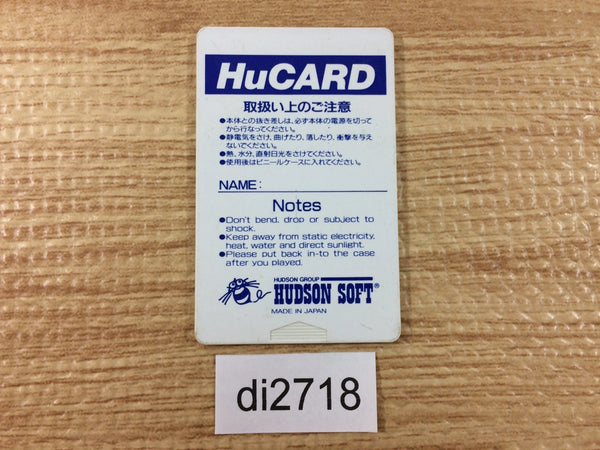 HuCARD
取扱い上のご注意
●本体との抜き差しは、必ず本体の電源を切って
から行なってください。
●静電気をさけ、曲げたり、落したり、衝撃を与え
ないでください。
●熱、水分、直射日光をさけてください。
●使用後はビニールケースに入れてください。
NAME:
Notes
●Don't bend, drop or subject to
shock.
●Keep away from static electricity,
heat, water and direct sunlight.
●Please put back in-to the case
after you played.
HUDSON GROUP
HUDSON SOFT®
MADE IN JAPAN
di2718